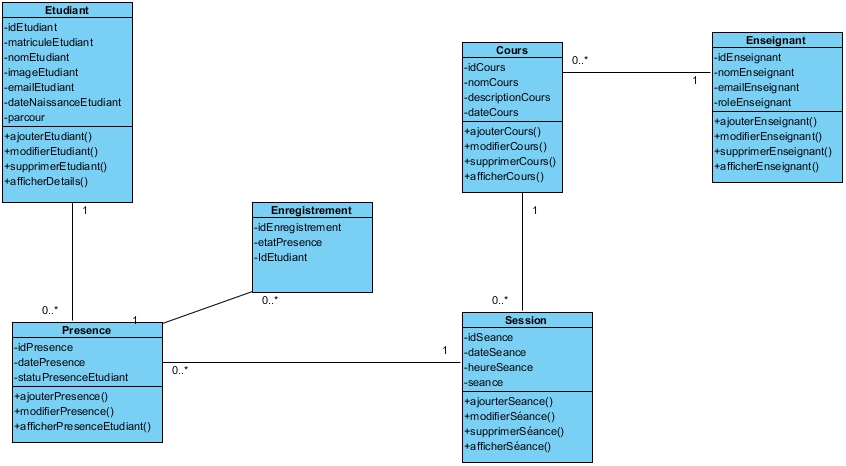 Etudiant
-idEtudiant
-matriculeEtudiant
-nomEtudiant
-imageEtudiant
-emailEtudiant
-dateNaissanceEtudiant
-parcour
+ajouterEtudiant()
+modifierEtudiant()
+supprimerEtudiant()
+afficherDetails()
1
0..*
Cours
-idCours
-nomCours
-descriptionCours
-dateCours
+ajouterCours()
+modifierCours()
+supprimerCours()
+afficherCours()
0..*
1
Enseignant
-idEnseignant
-nomEnseignant
-emailEnseignant
-roleEnseignant
+ajouterEnseignant()
+modifierEnseignant()
+supprimerEnseignant()
+afficherEnseignant()
1
0..*
Enregistrement
-idEnregistrement
-etatPresence
-IdEtudiant
0..*
1
Presence
-idPresence
-datePresence
-statuPresenceEtudiant
+ajouterPresence()
+modifierPresence()
+afficherPresenceEtudiant()
0..*
1
Session
-idSeance
-dateSeance
-heureSeance
-seance
+ajourterSeance()
+modifierSéance()
+supprimerSéance()
+afficherSéance()